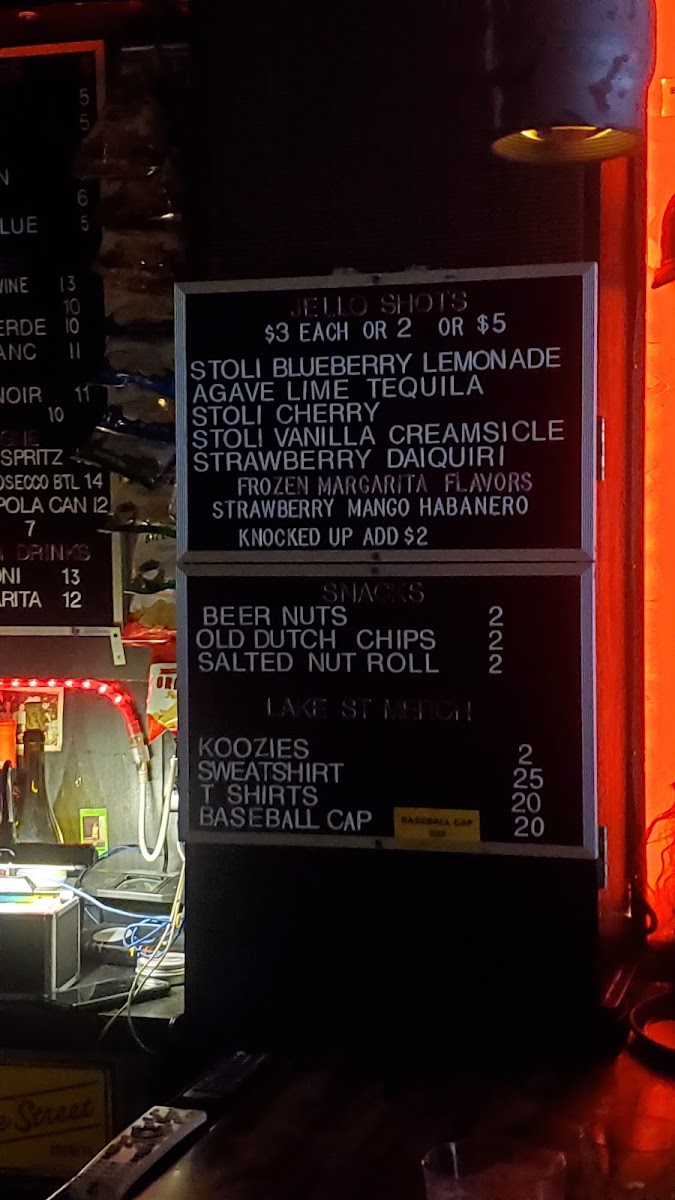 5
5
N
6
LUE 5
WINE 13
10
ERDE 10
ANC 11
NOIR 11
10
SPRITZ
OSECCO BTL 14
POLA CAN 12
7
DRINKS
ONI 13
ARITA 12
JELLO SHOTS
$3 EACH OR 2 OR $5
STOLI BLUEBERRY LEMONADE
AGAVE LIME TEQUILA
STOLI CHERRY
STOLI VANILLA CREAMSICLE
STRAWBERRY DAIQUIRI
FROZEN MARGARITA FLAVORS
STRAWBERRY MANGO HABANERO
KNOCKED UP ADD $2
SNACKS
BEER NUTS 2
OLD DUTCH CHIPS 2
SALTED NUT ROLL 2
LAKE ST MERCH
KOOZIES 2
SWEATSHIRT 25
T SHIRTS 20
BASEBALL CAP 20
BASEBALL CAP
Street